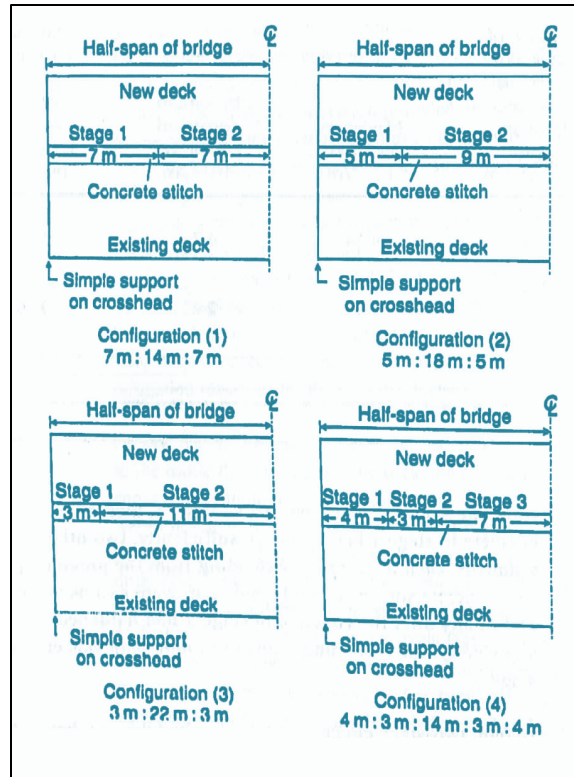 ℄
Half-span of bridge
New deck
Stage 1 Stage 2
7 m 7 m
Concrete stitch
Existing deck
Simple support
on crosshead
Configuration (1)
7 m : 14 m : 7 m
℄
Half-span of bridge
New deck
Stage 1 Stage 2
5 m 9 m
Concrete stitch
Existing deck
Simple support
on crosshead
Configuration (2)
5 m : 18 m : 5 m
℄
Half-span of bridge
New deck
Stage 1 Stage 2
3 m 11 m
Concrete stitch
Existing deck
Simple support
on crosshead
Configuration (3)
3 m : 22 m : 3 m
℄
Half-span of bridge
New deck
Stage 1 Stage 2 Stage 3
4 m 3 m 7 m
Concrete stitch
Existing deck
Simple support
on crosshead
Configuration (4)
4 m : 3 m : 14 m : 3 m : 4 m